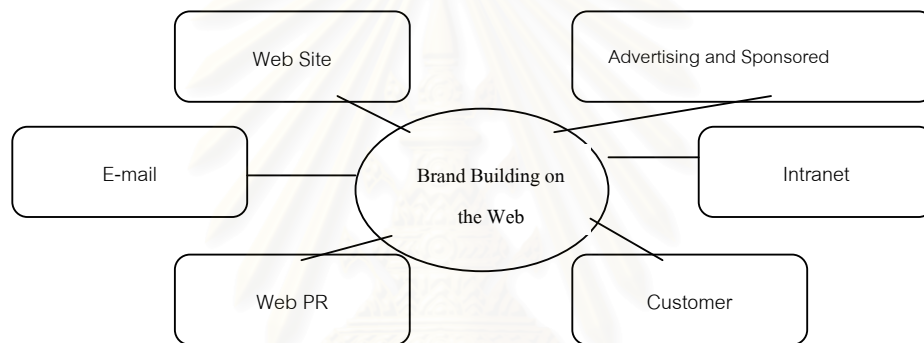 Web Site
Advertising and Sponsored
E-mail
Brand Building on
the Web
Intranet
Web PR
Customer